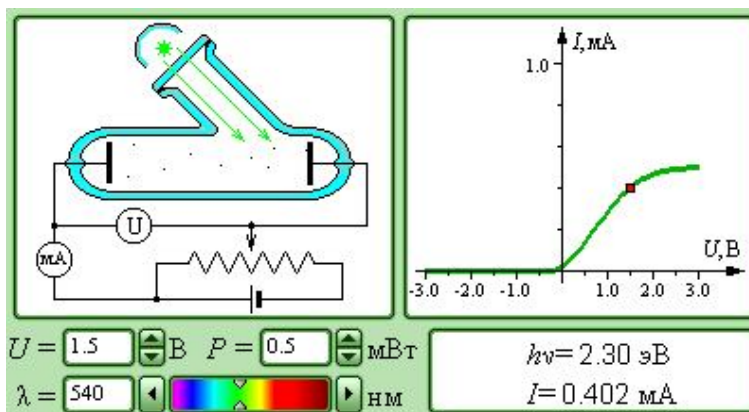 I,мА
1.0
U
мА
U,В
-3.0 -2.0 -1.0 1.0 2.0 3.0
U = 1.5 В P = 0.5 мВт
λ = 540 нм
hν= 2.30 эВ
I= 0.402 мА